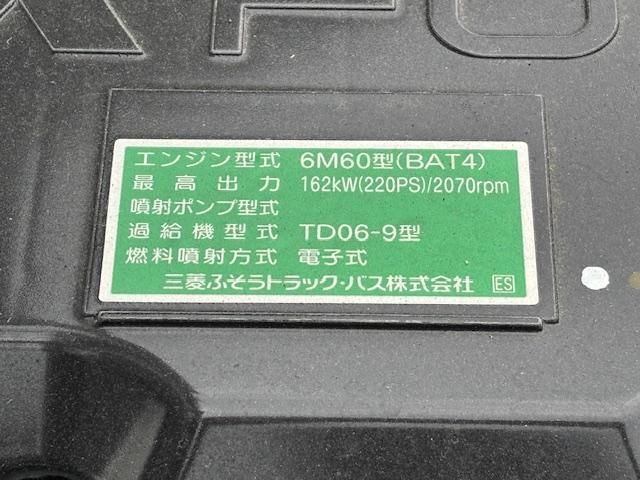 エンジン型式 6M60型(BAT4)
最高出力 162kW(220PS)/2070rpm
噴射ポンプ型式
過給機型式 TD06-9型
燃料噴射方式 電子式
三菱ふそうトラック・バス株式会社 ES